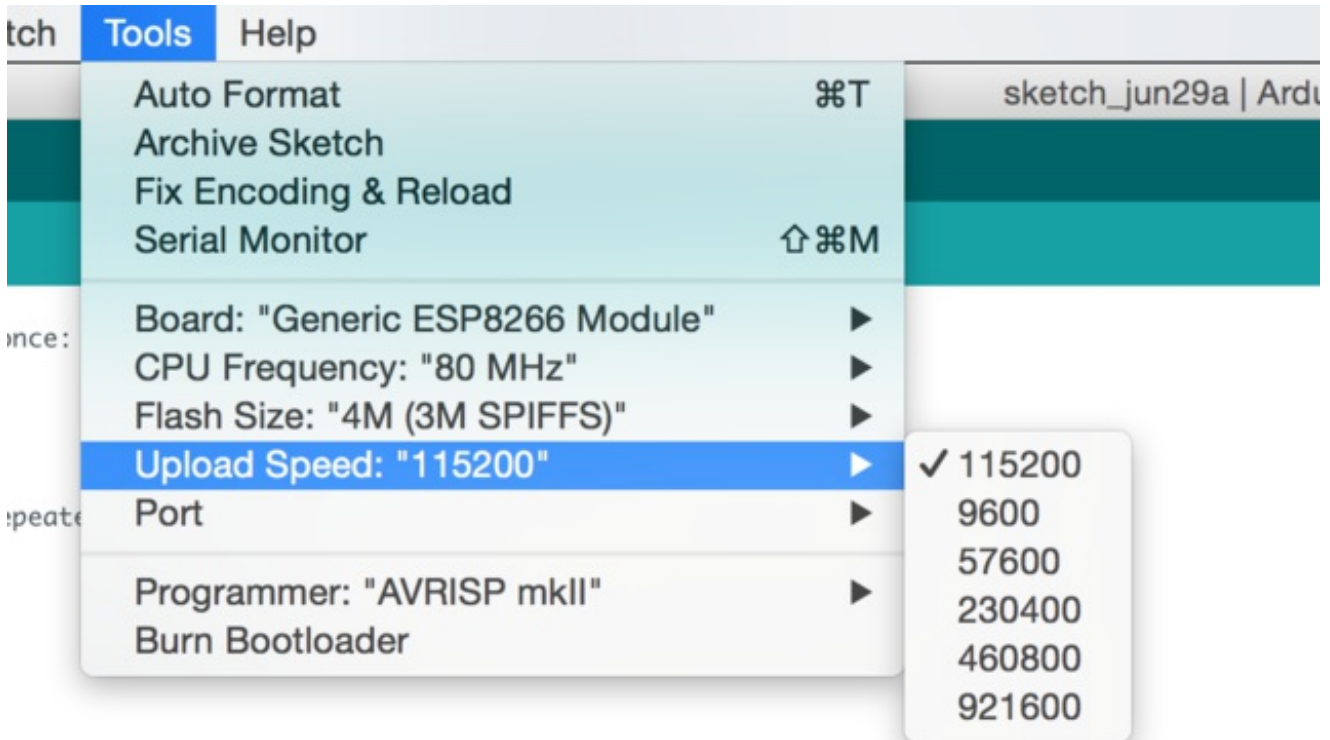 tch Tools Help
sketch_jun29a | Ardu
Auto Format ⌘T
Archive Sketch
Fix Encoding & Reload
Serial Monitor ⇧⌘M
once:
Board: "Generic ESP8266 Module" ▶
CPU Frequency: "80 MHz" ▶
Flash Size: "4M (3M SPIFFS)" ▶
Upload Speed: "115200" ▶
epeate
Port ▶
Programmer: "AVRISP mkII" ▶
Burn Bootloader
✓ 115200
9600
57600
230400
460800
921600